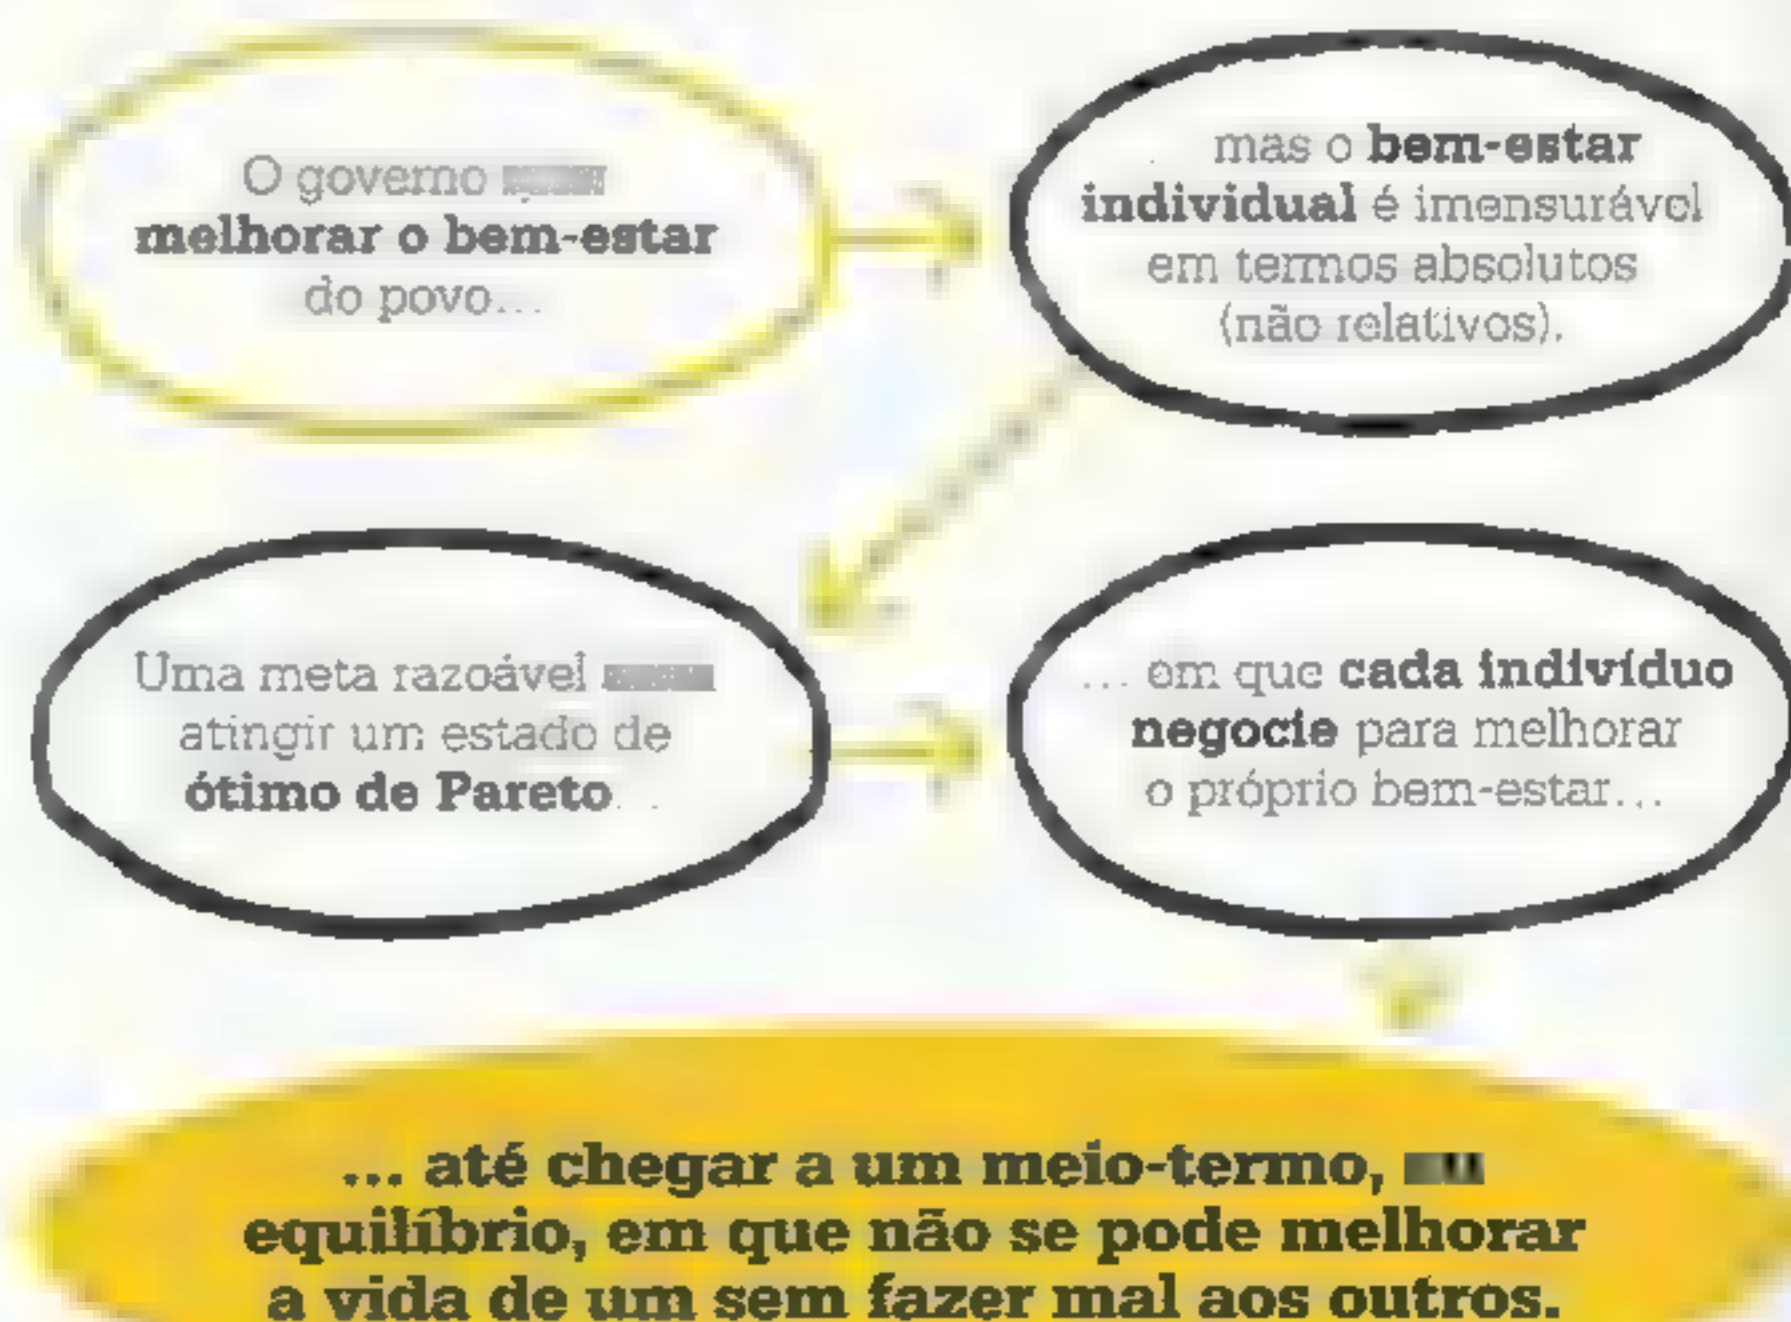 O governo
melhorar o bem-estar
do povo...
mas o bem-estar
individual é imensurável
em termos absolutos
(não relativos).
Uma meta razoável
atingir um estado de
ótimo de Pareto...
... em que cada indivíduo
negocie para melhorar
o próprio bem-estar...
... até chegar a um meio-termo,
equilíbrio, em que não se pode melhorar
a vida de um sem fazer mal aos outros.